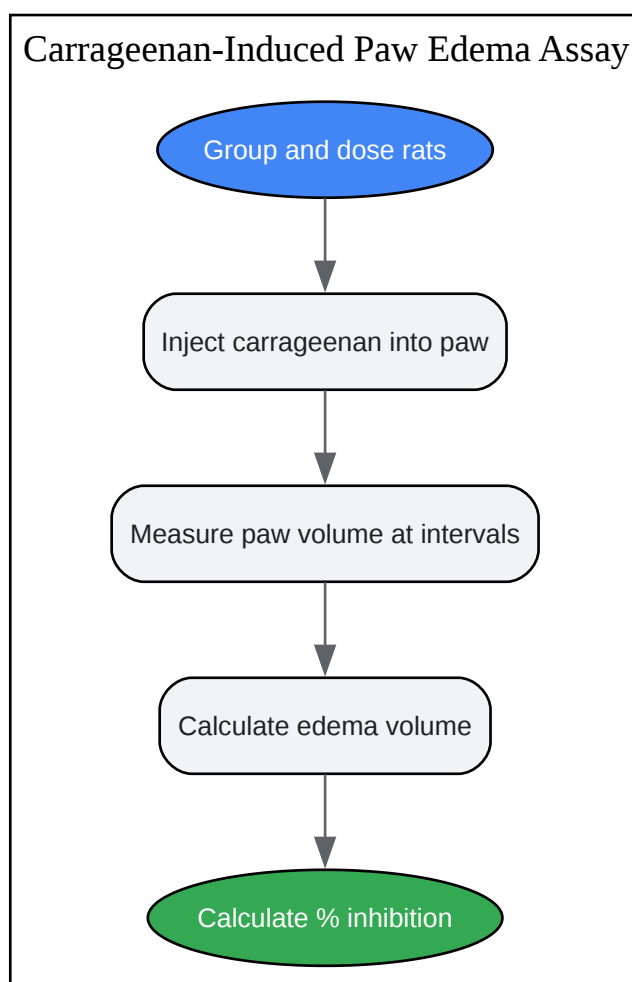 Carrageenan-Induced Paw Edema Assay
Group and dose rats
Inject carrageenan into paw
Measure paw volume at intervals
Calculate edema volume
Calculate % inhibition